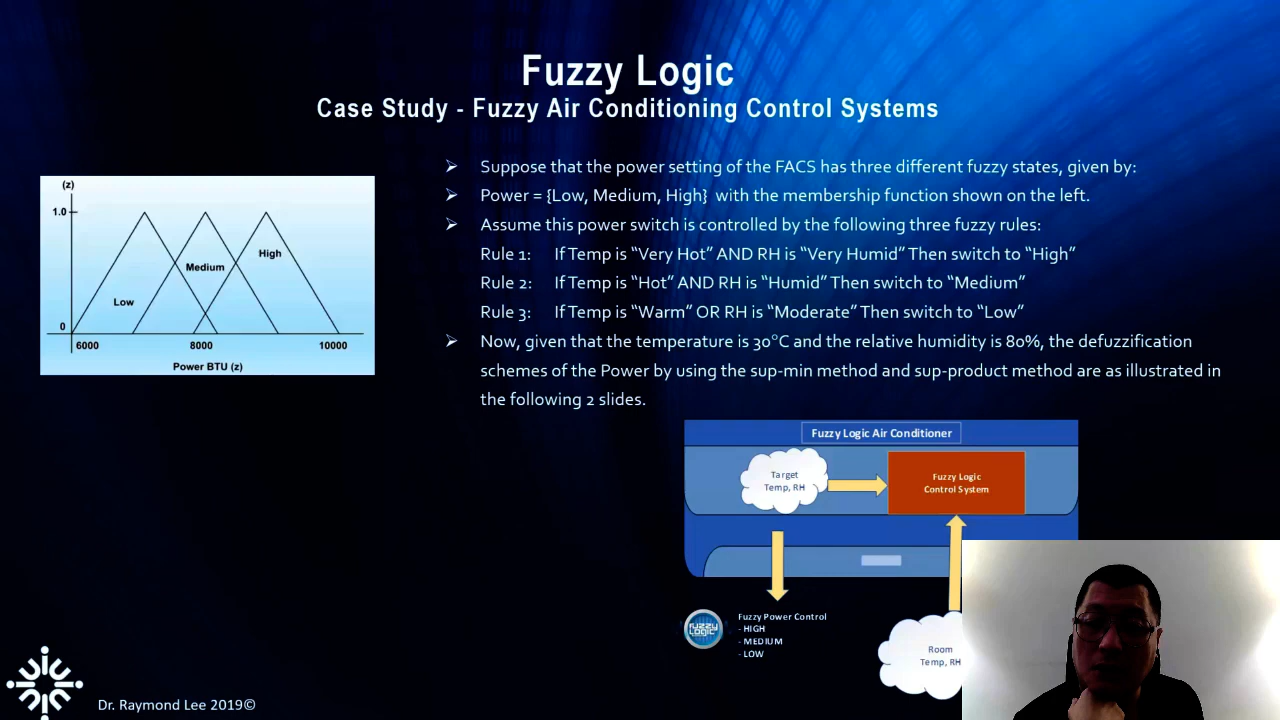 Fuzzy Logic
Case Study - Fuzzy Air Conditioning Control Systems
(z)
1.0
High
Medium
Low
0
6000 8000 10000
Power BTU (z)
➢ Suppose that the power setting of the FACS has three different fuzzy states, given by:
➢ Power = {Low, Medium, High} with the membership function shown on the left.
➢ Assume this power switch is controlled by the following three fuzzy rules:
Rule 1: If Temp is “Very Hot” AND RH is “Very Humid” Then switch to “High”
Rule 2: If Temp is “Hot” AND RH is “Humid” Then switch to “Medium”
Rule 3: If Temp is “Warm” OR RH is “Moderate” Then switch to “Low”
➢ Now, given that the temperature is 30°C and the relative humidity is 80%, the defuzzification
schemes of the Power by using the sup-min method and sup-product method are as illustrated in
the following 2 slides.
Fuzzy Logic Air Conditioner
Target
Temp, RH
Fuzzy Logic
Control System
FUZZY
LOGIC
Fuzzy Power Control
- HIGH
- MEDIUM
- LOW
Room
Temp, RH
Dr. Raymond Lee 2019©